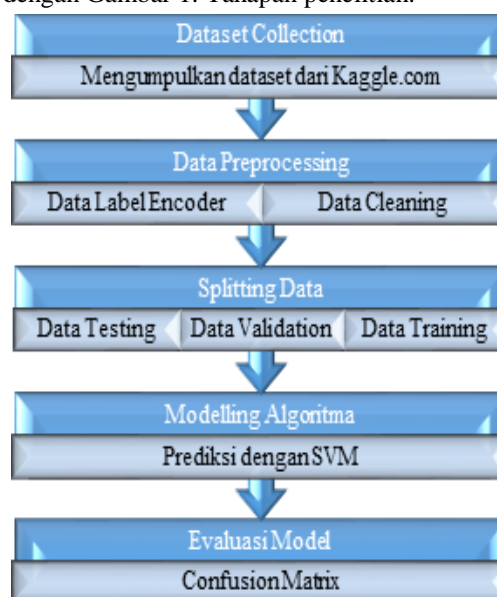 dengan Gambar 1. Tahapan penelitian.
Dataset Collection
Mengumpulkan dataset dari Kaggle.com
Data Preprocessing
Data Label Encoder Data Cleaning
Splitting Data
Data Testing Data Validation Data Training
Modelling Algoritma
Prediksi dengan SVM
Evaluasi Model
Confusion Matrix